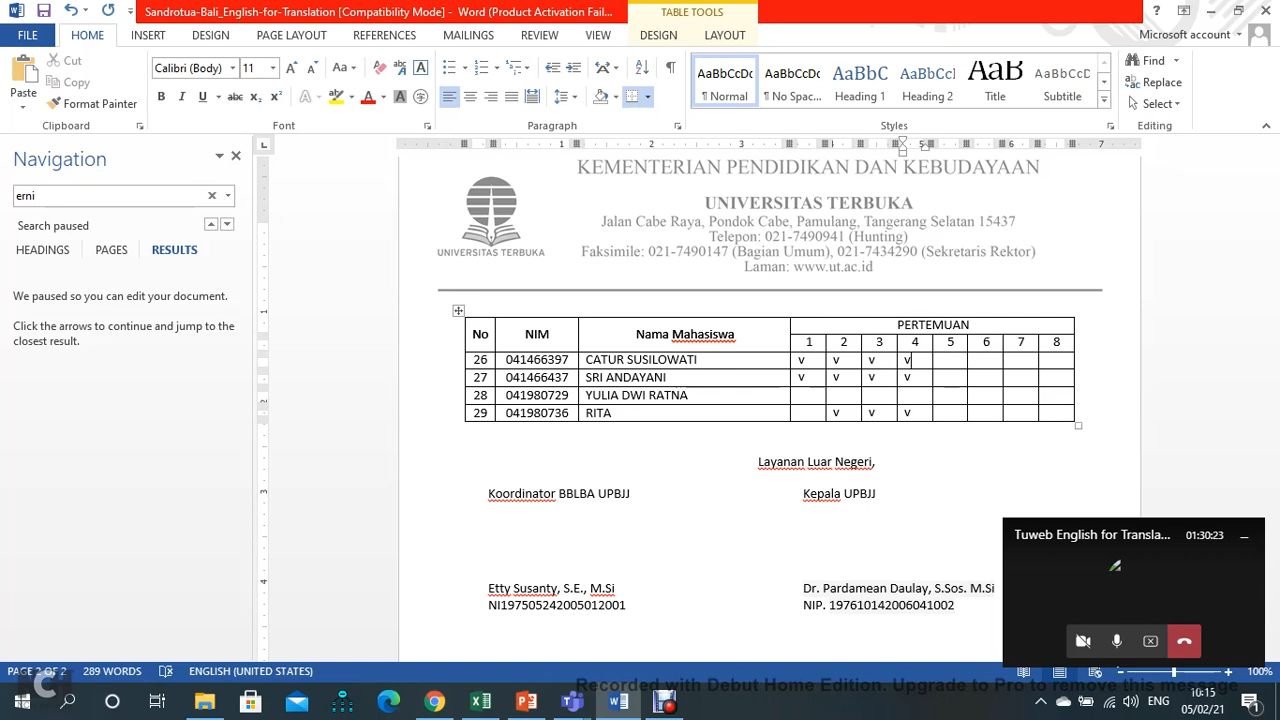 Sandrotua-Bali_English-for-Translation [Compatibility Mode] - Word (Product Activation Fail...
TABLE TOOLS
FILE HOME INSERT DESIGN PAGE LAYOUT REFERENCES MAILINGS REVIEW VIEW DESIGN LAYOUT Microsoft account
Paste
Cut
Copy
Format Painter
Calibri (Body) 11
AaBbCcDc AaBbCcDc AaBbC AaBbCc AaB AaBbCcDc
¶ Normal ¶ No Spac... Heading 1 Heading 2 Title Subtitle
Find
Replace
Select
Clipboard Font Paragraph Styles Editing
Navigation
erni
Search paused
HEADINGS PAGES RESULTS
We paused so you can edit your document.
Click the arrows to continue and jump to the
closest result.
1 2 3 4 5 6 7
KEMENTERIAN PENDIDIKAN DAN KEBUDAYAAN
UNIVERSITAS TERBUKA
Jalan Cabe Raya, Pondok Cabe, Pamulang, Tangerang Selatan 15437
Telepon: 021-7490941 (Hunting)
Faksimile: 021-7490147 (Bagian Umum), 021-7434290 (Sekretaris Rektor)
Laman: www.ut.ac.id
UNIVERSITAS TERBUKA
No NIM Nama Mahasiswa PERTEMUAN
1 2 3 4 5 6 7 8
26 041466397 CATUR SUSILOWATI v v v v
27 041466437 SRI ANDAYANI v v v v
28 041980729 YULIA DWI RATNA
29 041980736 RITA v v v
Layanan Luar Negeri,
Koordinator BBLBA UPBJJ Kepala UPBJJ
Etty Susanty, S.E., M.Si Dr. Pardamean Daulay, S.Sos. M.Si
NI197505242005012001 NIP. 197610142006041002
Tuweb English for Transla... 01:30:23
PAGE 2 OF 2 289 WORDS ENGLISH (UNITED STATES) 100%
Recorded with Debut Home Edition. Upgrade to Pro to remove this message
ENG 10:15
05/02/21